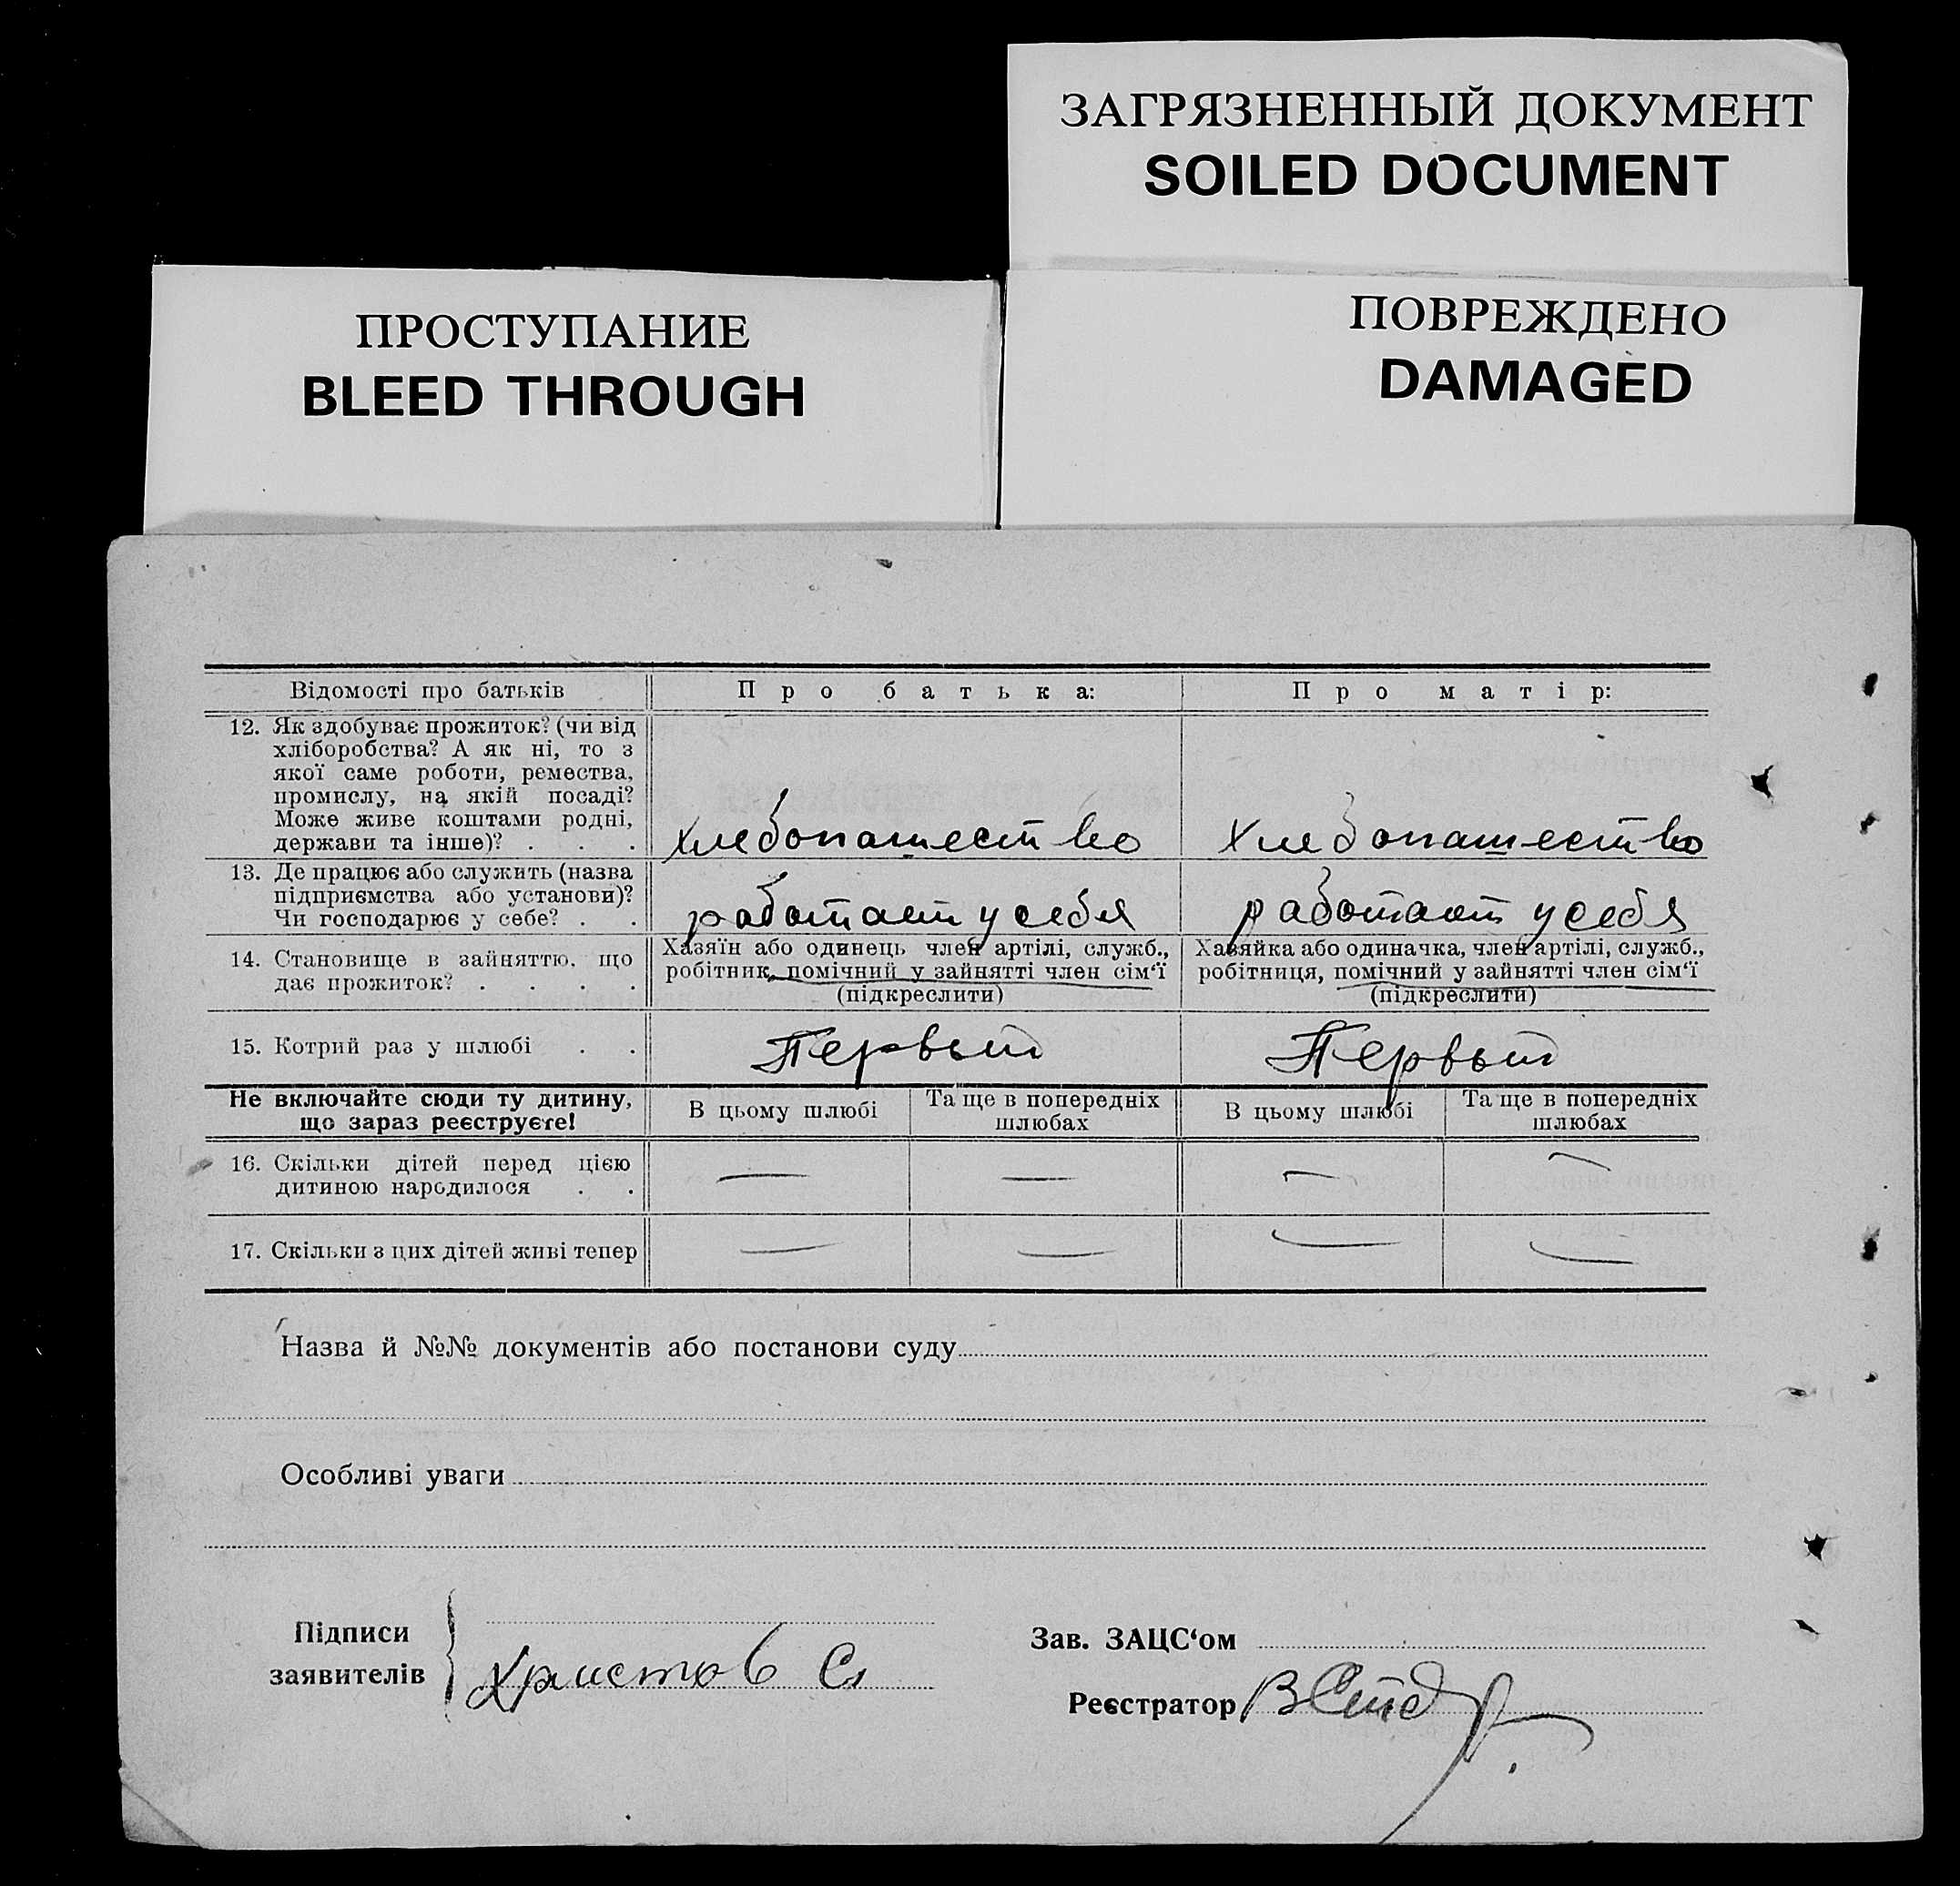 ЗАГРЯЗНЕННЫЙ ДОКУМЕНТ
SOILED DOCUMENT
ПРОСТУПАНИЕ
BLEED THROUGH
ПОВРЕЖДЕНО
DAMAGED
Відомості про батьків Про батька: Про матір:
12. Як здобуває прожиток? (чи від
хліборобства? А як ні, то з
якої саме роботи, ремества,
промислу, на якій посаді?
Може живе коштами родні,
держави та інше)? . . .
Хлебопашество Хлебопашество
13. Де працює або служить (назва
підприємства або установи)?
Чи господарює у себе? . .
работает у себя работает у себя
14. Становище в зайняттю, що
дає прожиток? . . . .
Хазяїн або одинець член артілі, служб.,
робітник, помічний у зайнятті член сім‘ї
(підкреслити)
Хазяйка або одиначка, член артілі, служб.,
робітниця, помічний у зайнятті член сім‘ї
(підкреслити)
15. Котрий раз у шлюбі . . Первый Первый
Не включайте сюди ту дитину,
що зараз реєструєте!
В цьому шлюбі
Та ще в попередніх
шлюбах
В цьому шлюбі
Та ще в попередніх
шлюбах
16. Скільки дітей перед цією
дитиною народилося . .
— — — —
17. Скільки з цих дітей живі тепер — — — —
Назва й №№ документів або постанови суду
Особливі уваги
Підписи
заявителів
Христов Сл
Зав. ЗАЦС‘ом
Реєстратор